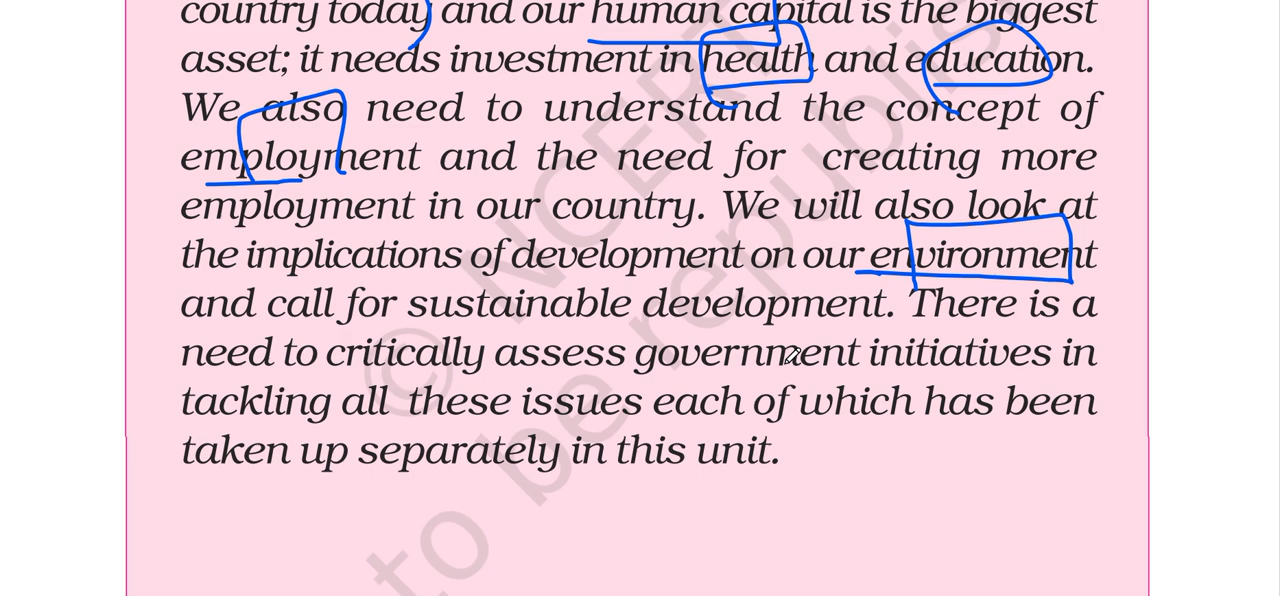 country today and our human capital is the biggest
asset; it needs investment in health and education.
We also need to understand the concept of
employment and the need for creating more
employment in our country. We will also look at
the implications of development on our environment
and call for sustainable development. There is a
need to critically assess government initiatives in
tackling all these issues each of which has been
taken up separately in this unit.
© NCERT
to be republis